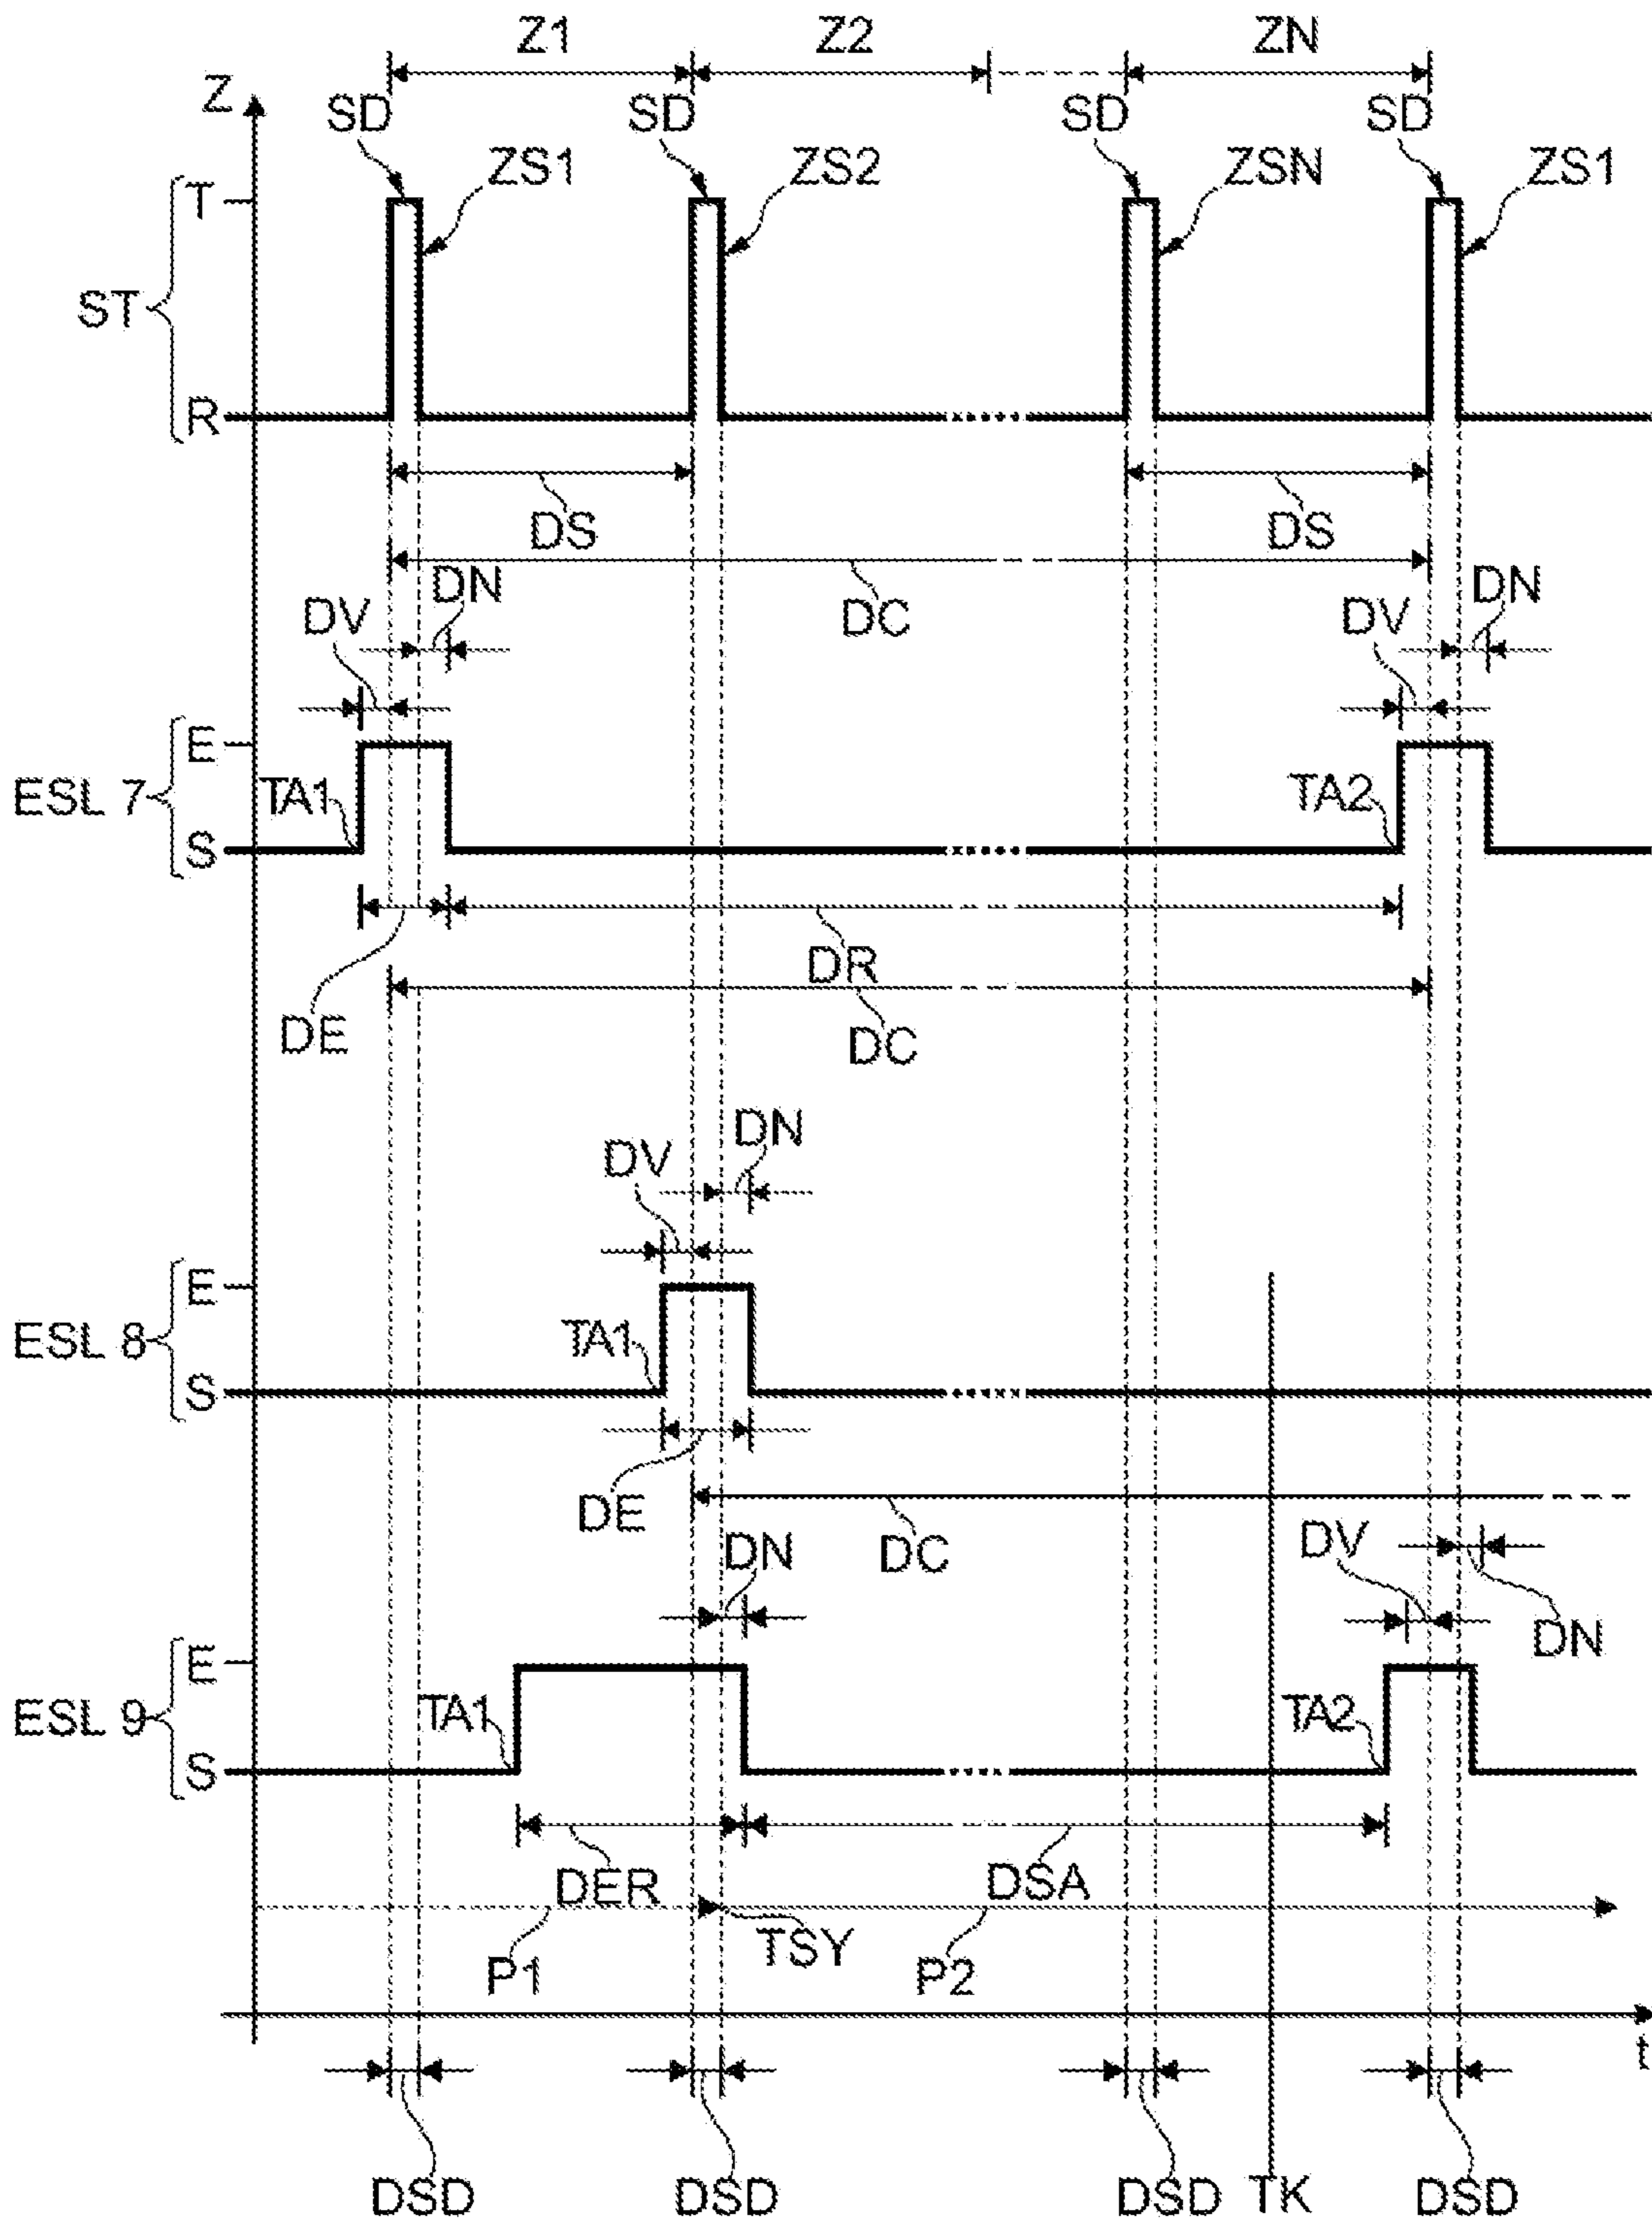 Z1 Z2 ZN
Z SD SD SD SD
ZS1 ZS2 ZSN ZS1
T
ST
R
DS DS
DN DN
DV DC DV
E
ESL 7 TA1 TA2
S
DR
DE DC
DN
DV
E
ESL 8 TA1
S
DE
DN DC DV
DN
E
ESL 9 TA1 TA2
S
DER DSA
TSY
P1 P2
t
DSD DSD DSD TK DSD